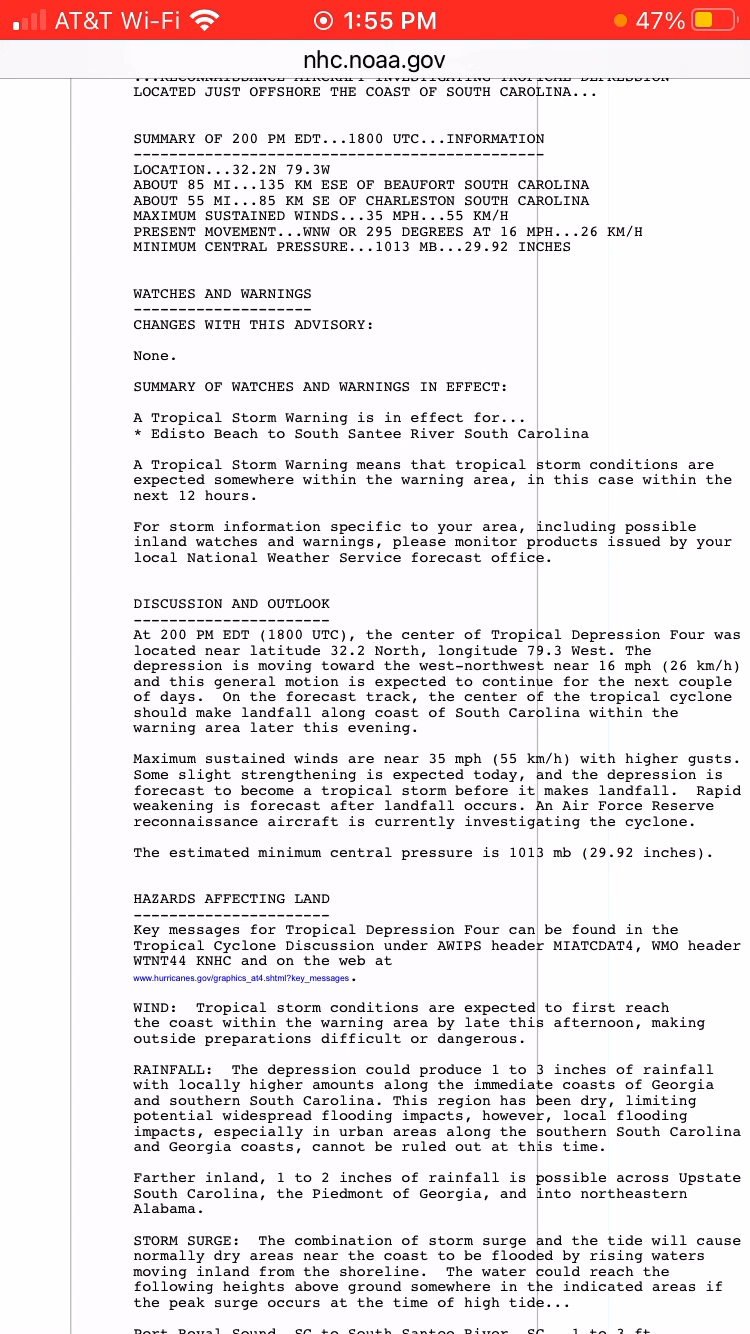 AT&T Wi-Fi 1:55 PM 47%
nhc.noaa.gov
...RECONNAISSANCE AIRCRAFT INVESTIGATING TROPICAL DEPRESSION
LOCATED JUST OFFSHORE THE COAST OF SOUTH CAROLINA...
SUMMARY OF 200 PM EDT...1800 UTC...INFORMATION
----------------------------------------------
LOCATION...32.2N 79.3W
ABOUT 85 MI...135 KM ESE OF BEAUFORT SOUTH CAROLINA
ABOUT 55 MI...85 KM SE OF CHARLESTON SOUTH CAROLINA
MAXIMUM SUSTAINED WINDS...35 MPH...55 KM/H
PRESENT MOVEMENT...WNW OR 295 DEGREES AT 16 MPH...26 KM/H
MINIMUM CENTRAL PRESSURE...1013 MB...29.92 INCHES
WATCHES AND WARNINGS
--------------------
CHANGES WITH THIS ADVISORY:
None.
SUMMARY OF WATCHES AND WARNINGS IN EFFECT:
A Tropical Storm Warning is in effect for...
* Edisto Beach to South Santee River South Carolina
A Tropical Storm Warning means that tropical storm conditions are
expected somewhere within the warning area, in this case within the
next 12 hours.
For storm information specific to your area, including possible
inland watches and warnings, please monitor products issued by your
local National Weather Service forecast office.
DISCUSSION AND OUTLOOK
----------------------
At 200 PM EDT (1800 UTC), the center of Tropical Depression Four was
located near latitude 32.2 North, longitude 79.3 West. The
depression is moving toward the west-northwest near 16 mph (26 km/h)
and this general motion is expected to continue for the next couple
of days.  On the forecast track, the center of the tropical cyclone
should make landfall along coast of South Carolina within the
warning area later this evening.
Maximum sustained winds are near 35 mph (55 km/h) with higher gusts.
Some slight strengthening is expected today, and the depression is
forecast to become a tropical storm before it makes landfall.  Rapid
weakening is forecast after landfall occurs. An Air Force Reserve
reconnaissance aircraft is currently investigating the cyclone.
The estimated minimum central pressure is 1013 mb (29.92 inches).
HAZARDS AFFECTING LAND
----------------------
Key messages for Tropical Depression Four can be found in the
Tropical Cyclone Discussion under AWIPS header MIATCDAT4, WMO header
WTNT44 KNHC and on the web at
www.hurricanes.gov/graphics_at4.shtml?key_messages.
WIND:  Tropical storm conditions are expected to first reach
the coast within the warning area by late this afternoon, making
outside preparations difficult or dangerous.
RAINFALL:  The depression could produce 1 to 3 inches of rainfall
with locally higher amounts along the immediate coasts of Georgia
and southern South Carolina. This region has been dry, limiting
potential widespread flooding impacts, however, local flooding
impacts, especially in urban areas along the southern South Carolina
and Georgia coasts, cannot be ruled out at this time.
Farther inland, 1 to 2 inches of rainfall is possible across Upstate
South Carolina, the Piedmont of Georgia, and into northeastern
Alabama.
STORM SURGE:  The combination of storm surge and the tide will cause
normally dry areas near the coast to be flooded by rising waters
moving inland from the shoreline.  The water could reach the
following heights above ground somewhere in the indicated areas if
the peak surge occurs at the time of high tide...
Port Royal Sound, SC to South Santee River, SC...1 to 3 ft